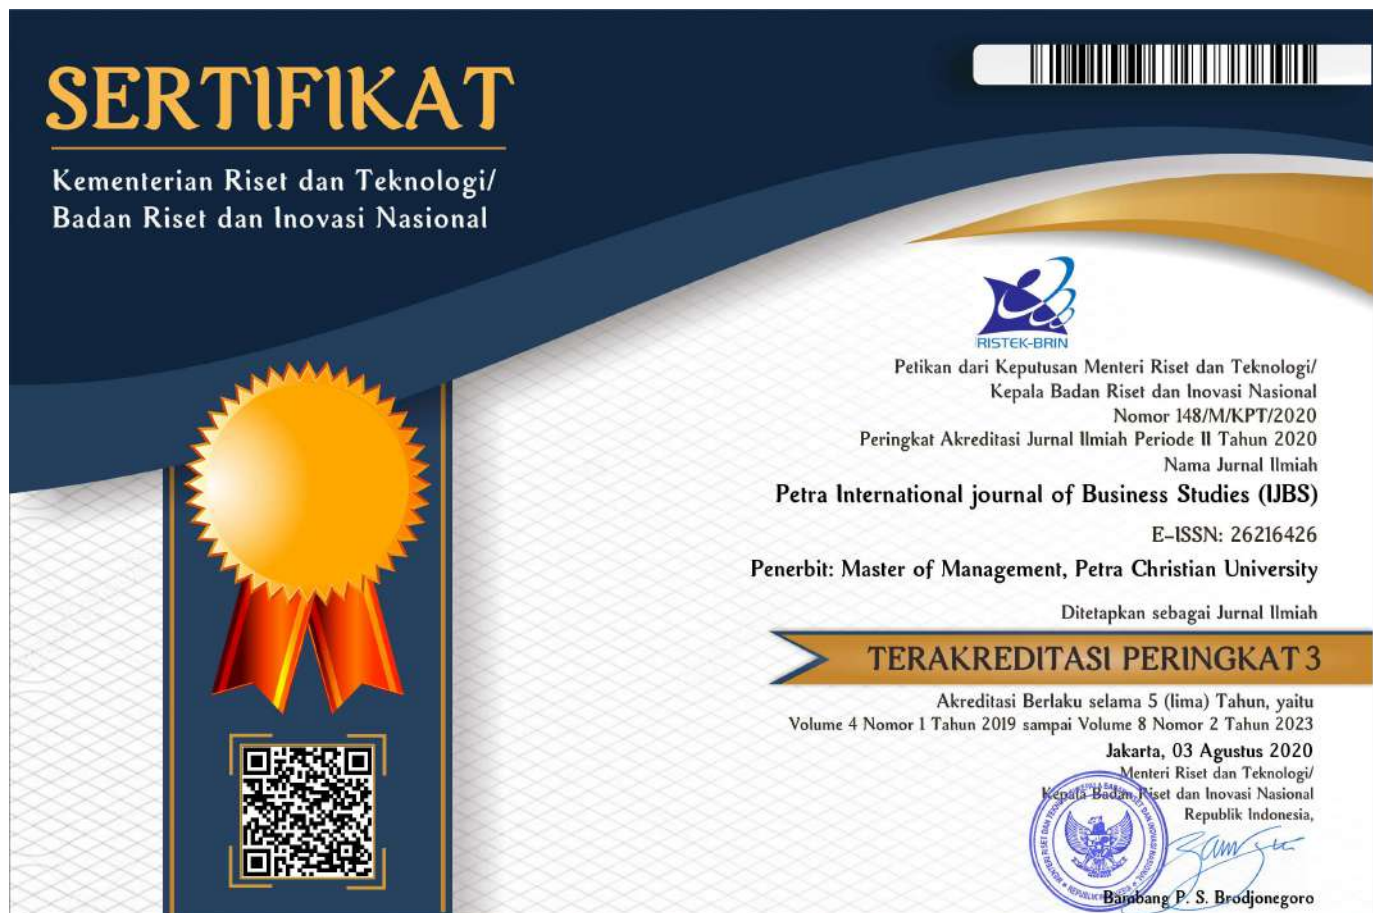 SERTIFIKAT
Kementerian Riset dan Teknologi/
Badan Riset dan Inovasi Nasional
RISTEK-BRIN
Petikan dari Keputusan Menteri Riset dan Teknologi/
Kepala Badan Riset dan Inovasi Nasional
Nomor 148/M/KPT/2020
Peringkat Akreditasi Jurnal Ilmiah Periode II Tahun 2020
Nama Jurnal Ilmiah
Petra International journal of Business Studies (IJBS)
E-ISSN: 26216426
Penerbit: Master of Management, Petra Christian University
Ditetapkan sebagai Jurnal Ilmiah
TERAKREDITASI PERINGKAT 3
Akreditasi Berlaku selama 5 (lima) Tahun, yaitu
Volume 4 Nomor 1 Tahun 2019 sampai Volume 8 Nomor 2 Tahun 2023
Jakarta, 03 Agustus 2020
Menteri Riset dan Teknologi/
Kepala Badan Riset dan Inovasi Nasional
Republik Indonesia,
Bambang P. S. Brodjonegoro